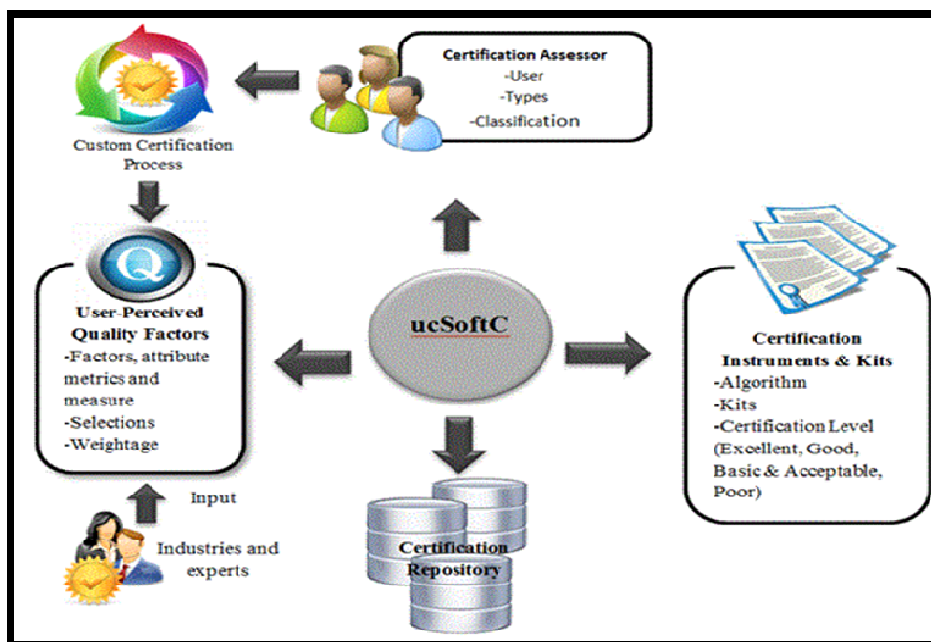 Certification Assessor
-User
-Types
-Classification
Custom Certification
Process
Q
User-Perceived
Quality Factors
-Factors, attribute
metrics and
measure
-Selections
-Weightage
ucSoftC
Certification
Instruments & Kits
-Algorithm
-Kits
-Certification Level
(Excellent, Good,
Basic & Acceptable,
Poor)
Input
Industries and
experts
Certification
Repository